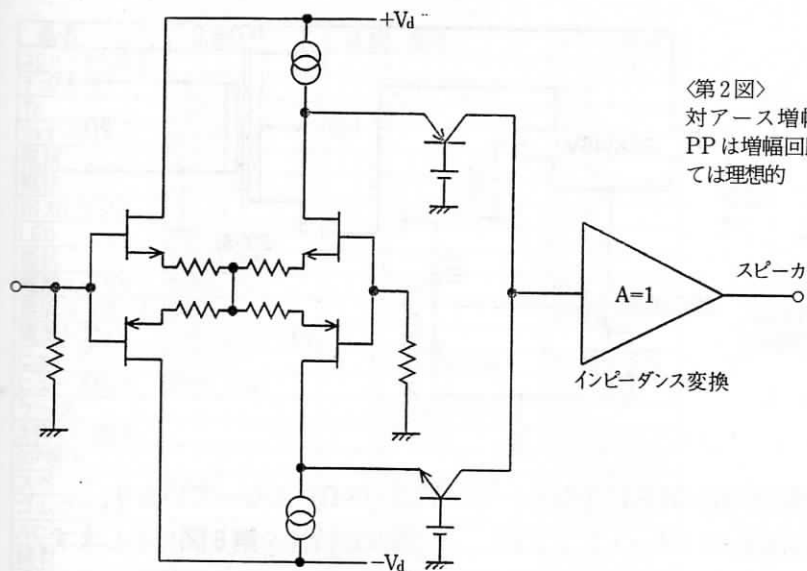 +Vd
〈第2図〉
対アース増
PPは増幅回
ては理想的
A=1
スピーカ
インピーダンス変換
−Vd